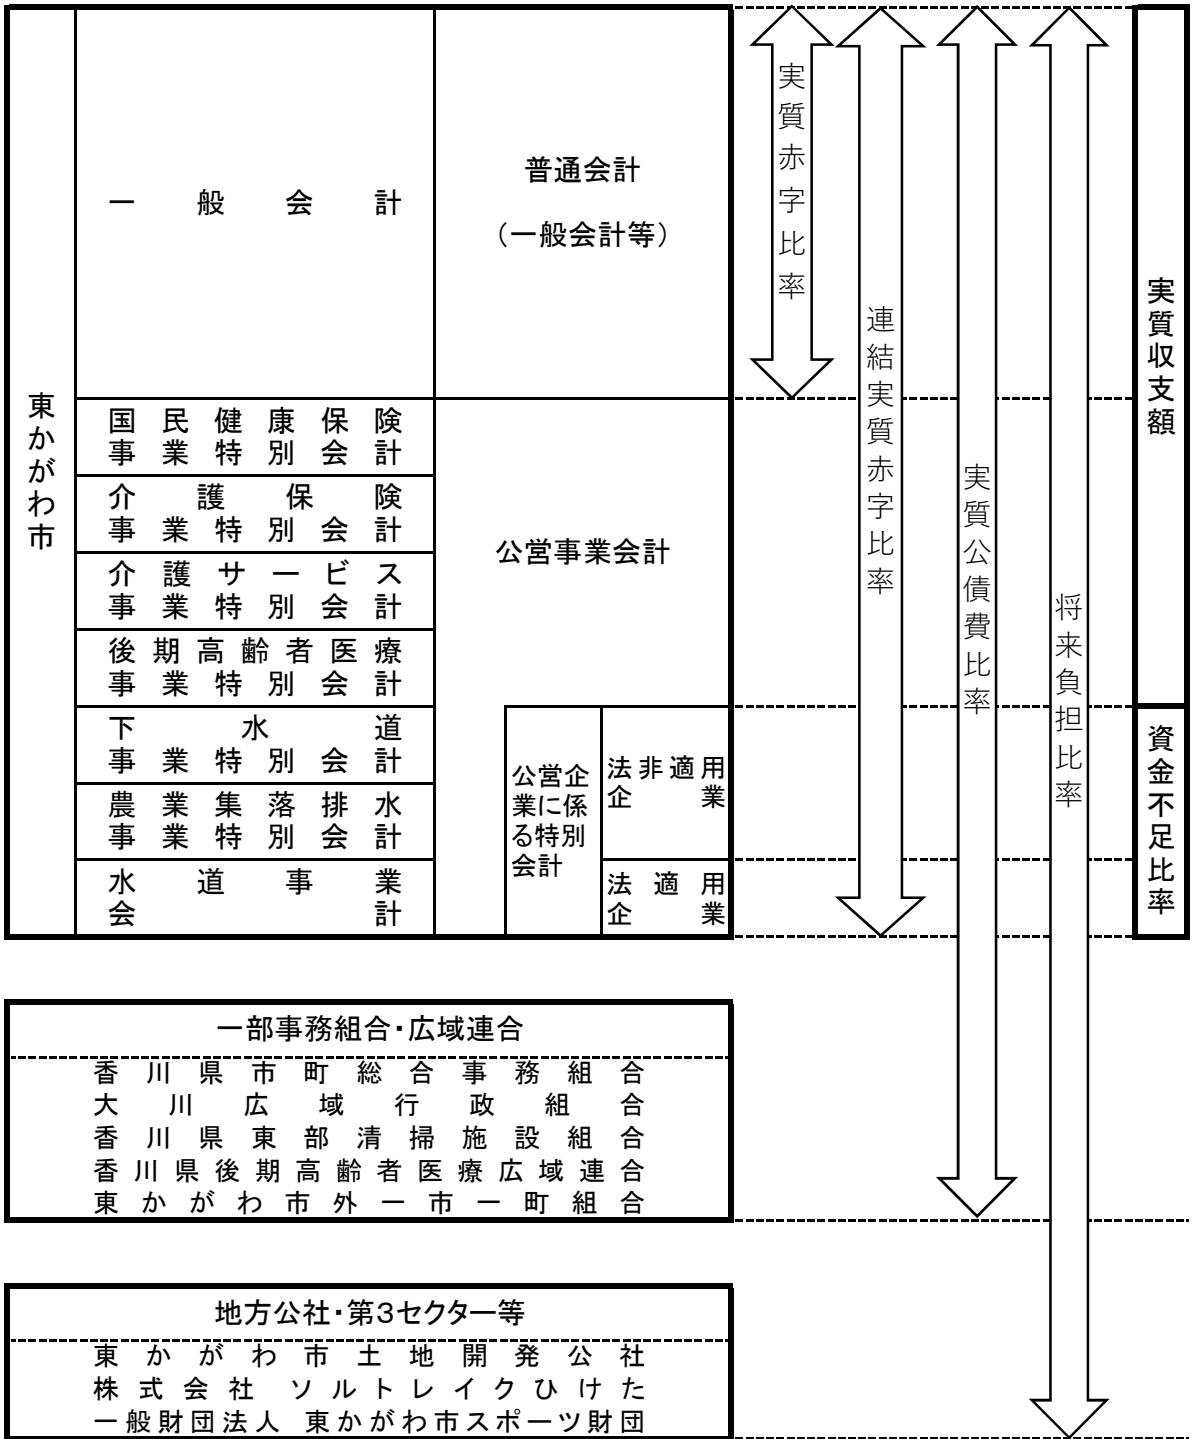 東かがわ市
一般会計
普通会計
（一般会計等）
国民健康保険
事業特別会計
介護保険
事業特別会計
介護サービス
事業特別会計
後期高齢者医療
事業特別会計
公営事業会計
下水道
事業特別会計
農業集落排水
事業特別会計
水道事業
会計
公営企
業に係
る特別
会計
法非適用
企業
法適用
企業
実質赤字比率
連結実質赤字比率
実質公債費比率
将来負担比率
実質収支額
資金不足比率
一部事務組合・広域連合
香川県市町総合事務組合
大川広域行政組合
香川県東部清掃施設組合
香川県後期高齢者医療広域連合
東かがわ市外一市一町組合
地方公社・第３セクター等
東かがわ市土地開発公社
株式会社 ソルトレイクひけた
一般財団法人 東かがわ市スポーツ財団